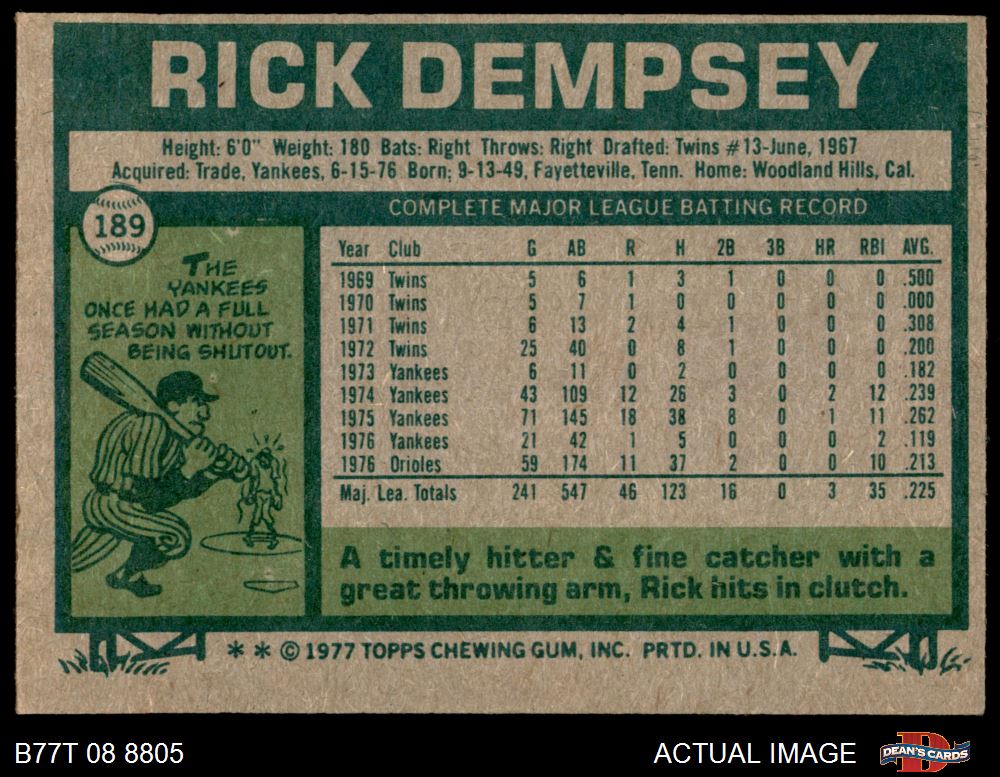 RICK DEMPSEY
Height: 6'0" Weight: 180 Bats: Right Throws: Right Drafted: Twins #13-June, 1967
Acquired: Trade, Yankees, 6-15-76 Born: 9-13-49, Fayetteville, Tenn. Home: Woodland Hills, Cal.
189
COMPLETE MAJOR LEAGUE BATTING RECORD
THE
YANKEES
ONCE HAD A FULL
SEASON WITHOUT
BEING SHUTOUT.
Year Club G AB R H 2B 3B HR RBI AVG.
1969 Twins 5 6 1 3 1 0 0 0 .500
1970 Twins 5 7 1 0 0 0 0 0 .000
1971 Twins 6 13 2 4 1 0 0 0 .308
1972 Twins 25 40 0 8 1 0 0 0 .200
1973 Yankees 6 11 0 2 0 0 0 0 .182
1974 Yankees 43 109 12 26 3 0 2 12 .239
1975 Yankees 71 145 18 38 8 0 1 11 .262
1976 Yankees 21 42 1 5 0 0 0 2 .119
1976 Orioles 59 174 11 37 2 0 0 10 .213
Maj. Lea. Totals 241 547 46 123 16 0 3 35 .225
A timely hitter & fine catcher with a
great throwing arm, Rick hits in clutch.
* * © 1977 TOPPS CHEWING GUM, INC. PRTD. IN U.S.A.
B77T 08 8805 ACTUAL IMAGE DEAN'S CARDS